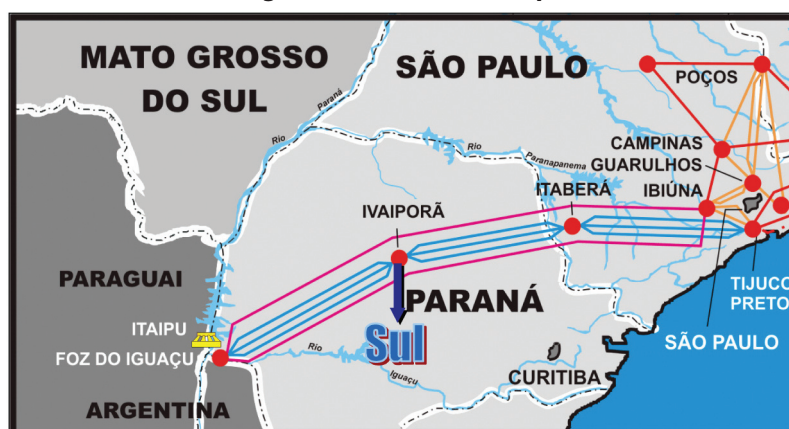 MATO GROSSO
DO SUL
SÃO PAULO
POÇOS
Rio
Paraná
Rio
Paranapanema
CAMPINAS
GUARULHOS
IBIÚNA
ITABERÁ
IVAIPORÃ
PARAGUAI
PARANÁ
TIJUCO
PRETO
ITAIPU
FOZ DO IGUAÇU
Rio
Iguaçu
Sul
SÃO PAULO
CURITIBA
ARGENTINA